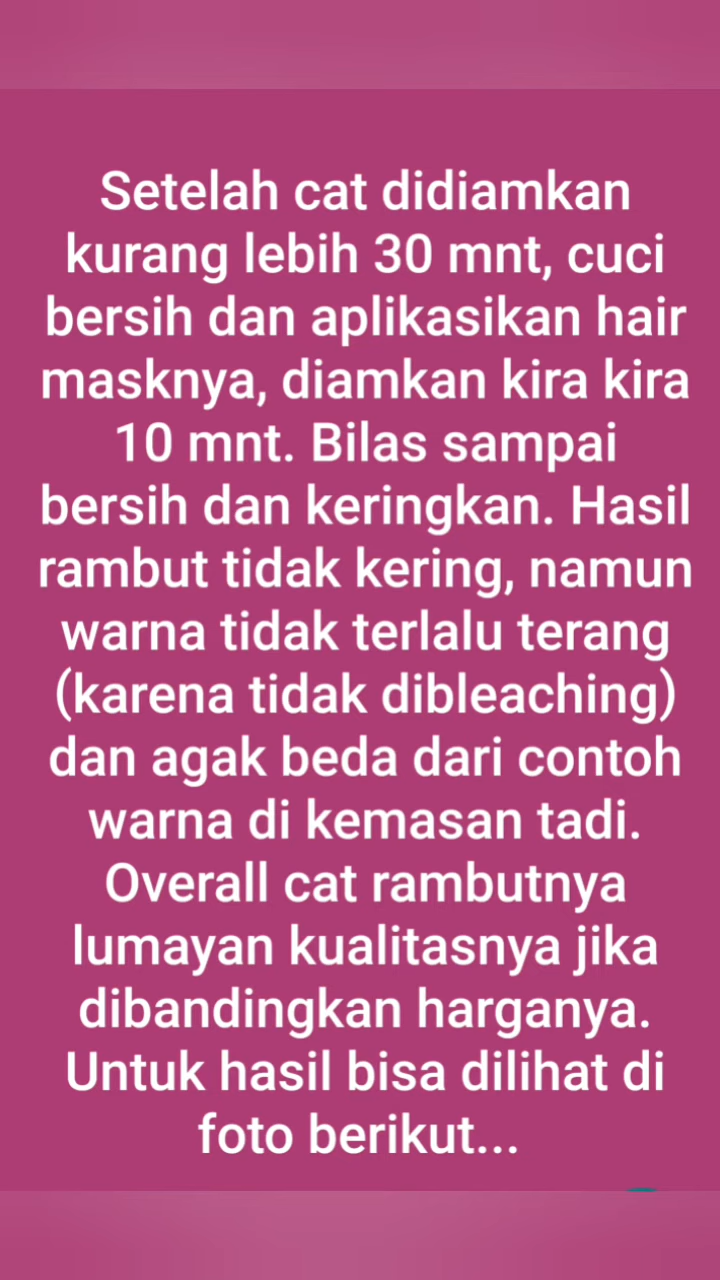 Setelah cat didiamkan
kurang lebih 30 mnt, cuci
bersih dan aplikasikan hair
masknya, diamkan kira kira
10 mnt. Bilas sampai
bersih dan keringkan. Hasil
rambut tidak kering, namun
warna tidak terlalu terang
(karena tidak dibleaching)
dan agak beda dari contoh
warna di kemasan tadi.
Overall cat rambutnya
lumayan kualitasnya jika
dibandingkan harganya.
Untuk hasil bisa dilihat di
foto berikut...